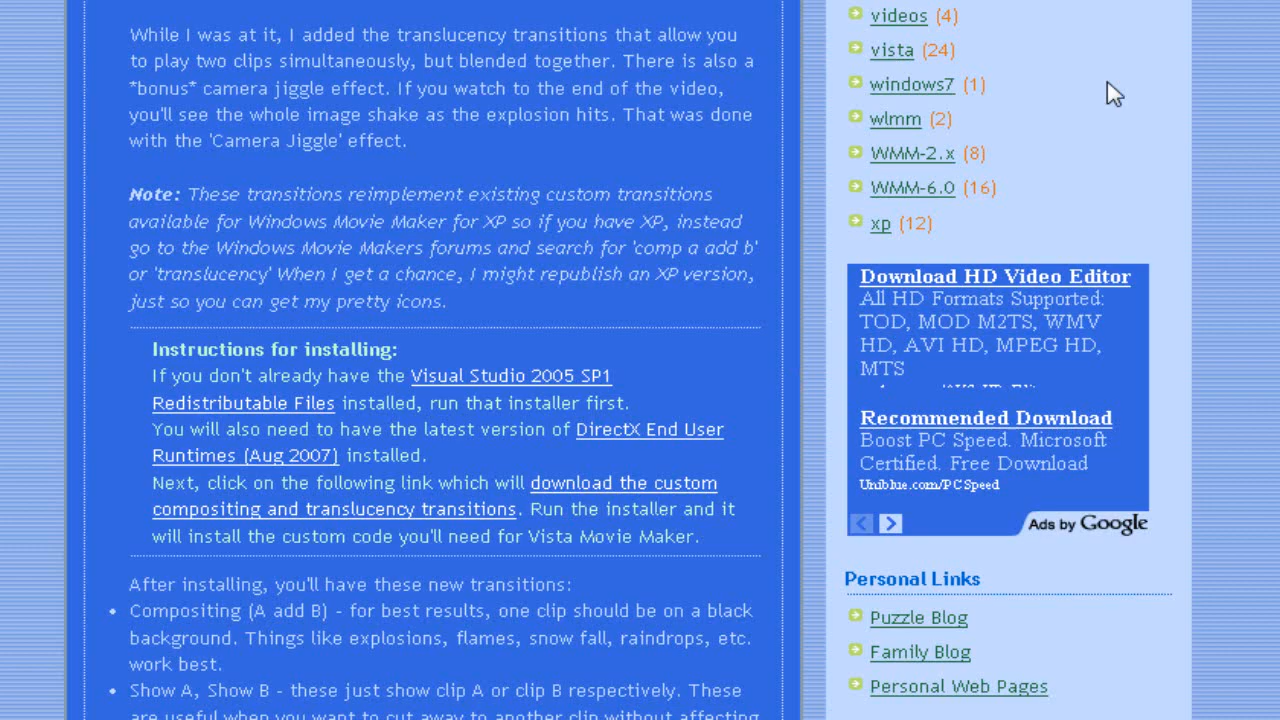 While I was at it, I added the translucency transitions that allow you
to play two clips simultaneously, but blended together. There is also a
*bonus* camera jiggle effect. If you watch to the end of the video,
you'll see the whole image shake as the explosion hits. That was done
with the 'Camera Jiggle' effect.
Note: These transitions reimplement existing custom transitions
available for Windows Movie Maker for XP so if you have XP, instead
go to the Windows Movie Makers forums and search for 'comp a add b'
or 'translucency' When I get a chance, I might republish an XP version,
just so you can get my pretty icons.
Instructions for installing:
If you don't already have the Visual Studio 2005 SP1
Redistributable Files installed, run that installer first.
You will also need to have the latest version of DirectX End User
Runtimes (Aug 2007) installed.
Next, click on the following link which will download the custom
compositing and translucency transitions. Run the installer and it
will install the custom code you'll need for Vista Movie Maker.
After installing, you'll have these new transitions:
• Compositing (A add B) - for best results, one clip should be on a black
background. Things like explosions, flames, snow fall, raindrops, etc.
work best.
• Show A, Show B - these just show clip A or clip B respectively. These
are useful when you want to cut away to another clip without affecting
videos (4)
vista (24)
windows7 (1)
wlmm (2)
WMM-2.x (8)
WMM-6.0 (16)
xp (12)
Download HD Video Editor
All HD Formats Supported:
TOD, MOD M2TS, WMV
HD, AVI HD, MPEG HD,
MTS
Recommended Download
Boost PC Speed. Microsoft
Certified. Free Download
Uniblue.com/PCSpeed
Ads by Google
Personal Links
Puzzle Blog
Family Blog
Personal Web Pages